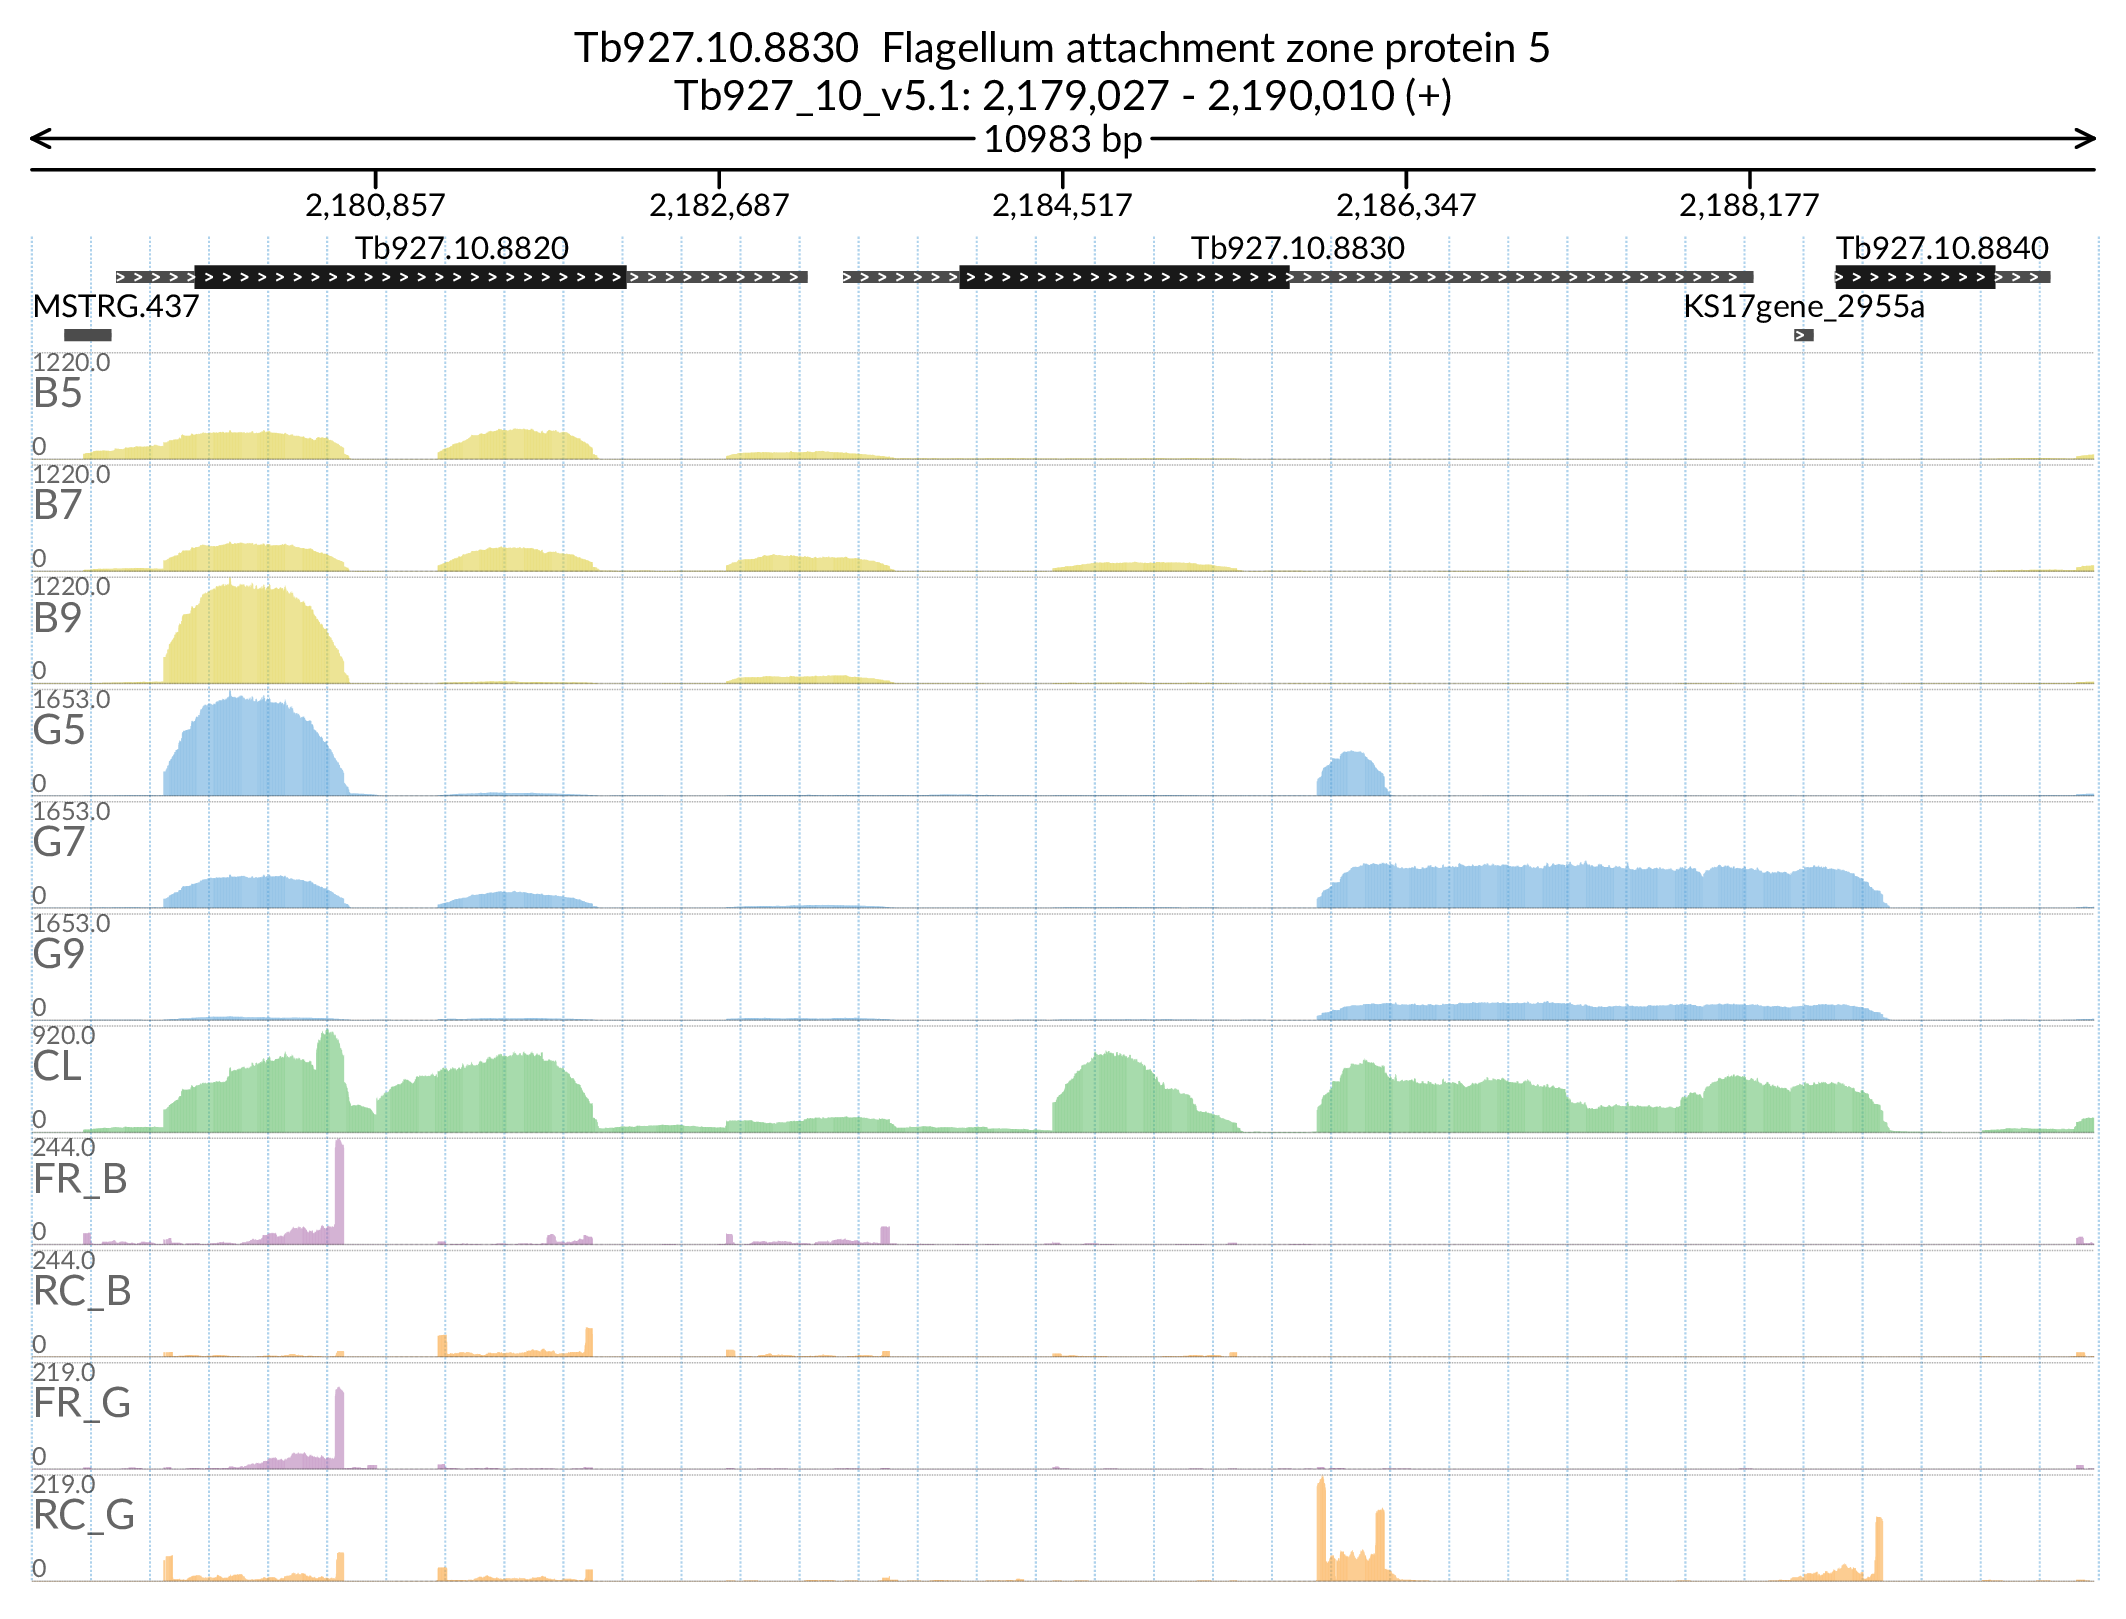 Tb927.10.8830 Flagellum attachment zone protein 5
Tb927_10_v5.1: 2,179,027 - 2,190,010 (+)
10983 bp
2,180,857 2,182,687 2,184,517 2,186,347 2,188,177
Tb927.10.8820 Tb927.10.8830 Tb927.10.8840
MSTRG.437 KS17gene_2955a
1220.0
B5
0
1220.0
B7
0
1220.0
B9
0
1653.0
G5
0
1653.0
G7
0
1653.0
G9
0
920.0
CL
0
244.0
FR_B
0
244.0
RC_B
0
219.0
FR_G
0
219.0
RC_G
0